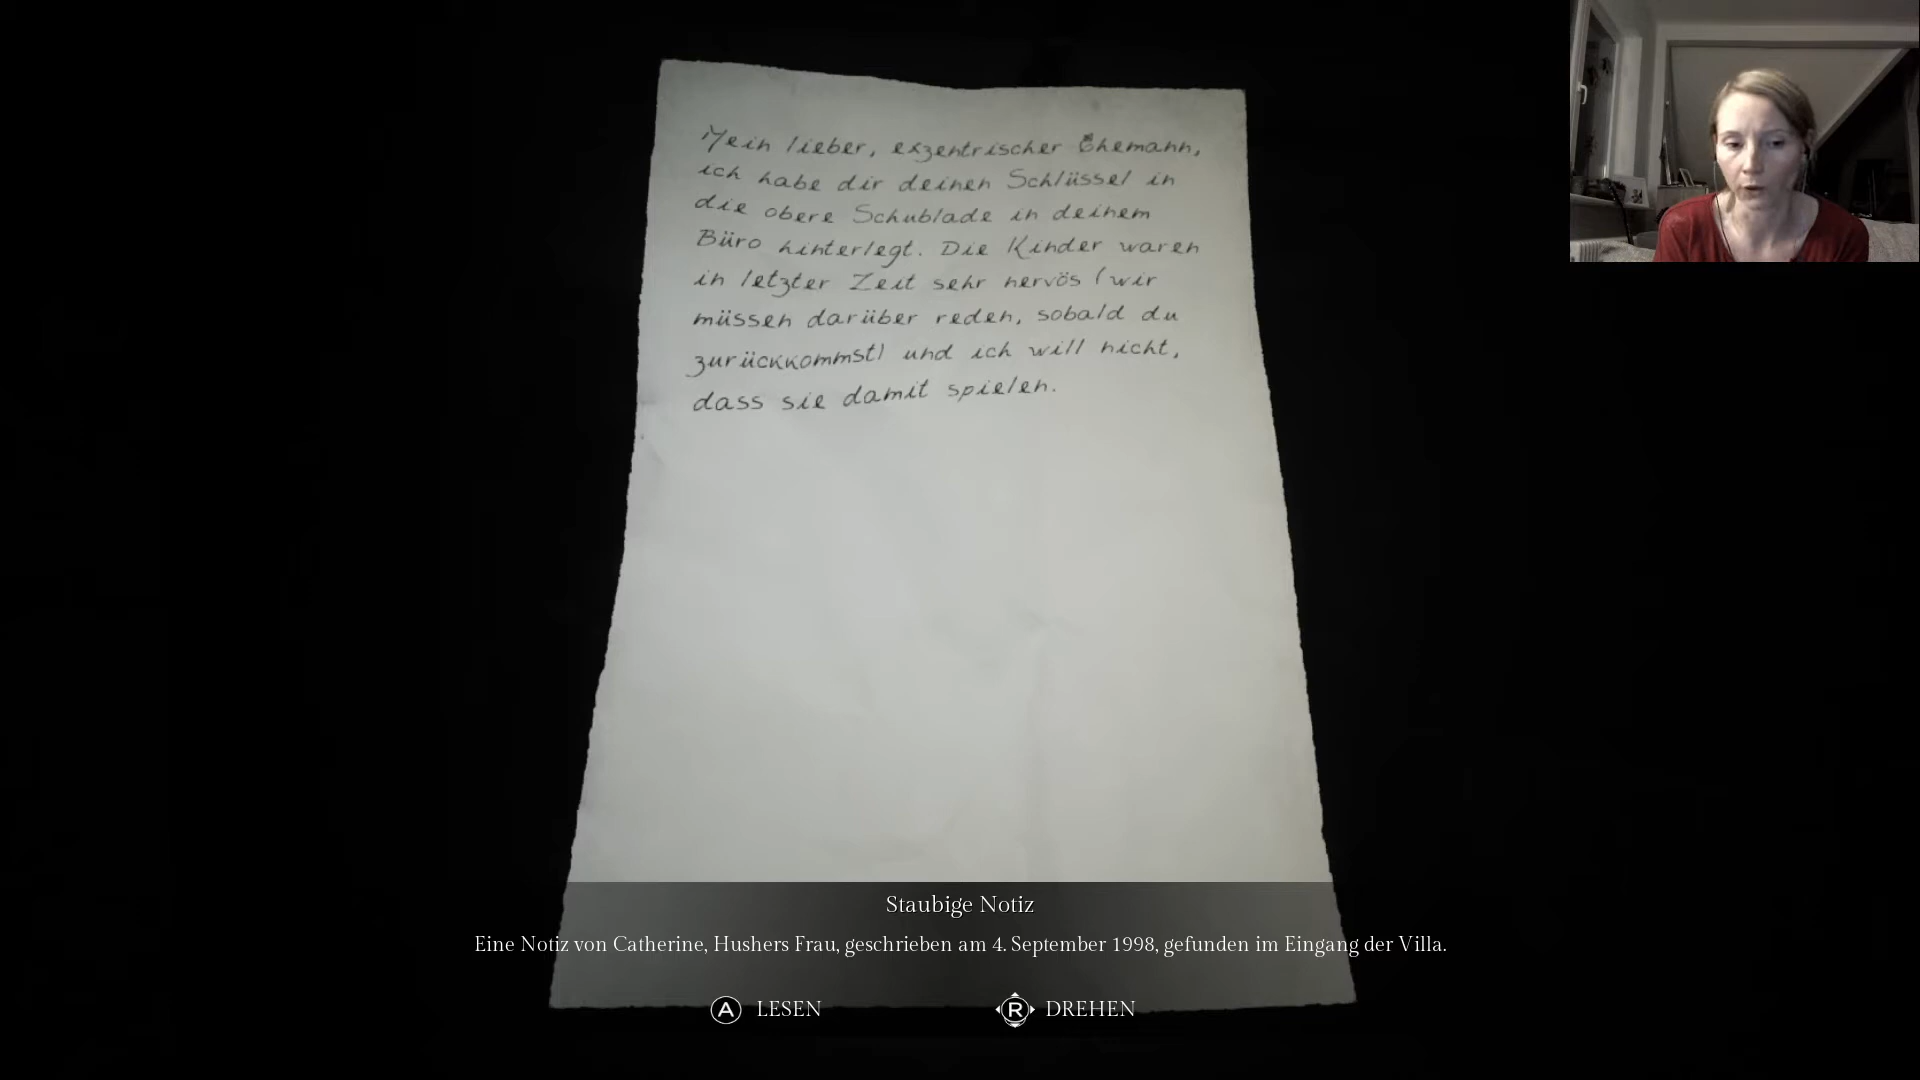 Mein lieber, exzentrischer Ehemann,
ich habe dir deinen Schlüssel in
die obere Schublade in deinem
Büro hinterlegt. Die Kinder waren
in letzter Zeit sehr nervös (wir
müssen darüber reden, sobald du
zurückkommst) und ich will nicht,
dass sie damit spielen.
Staubige Notiz
Eine Notiz von Catherine, Hushers Frau, geschrieben am 4. September 1998, gefunden im Eingang der Villa.
A LESEN R DREHEN